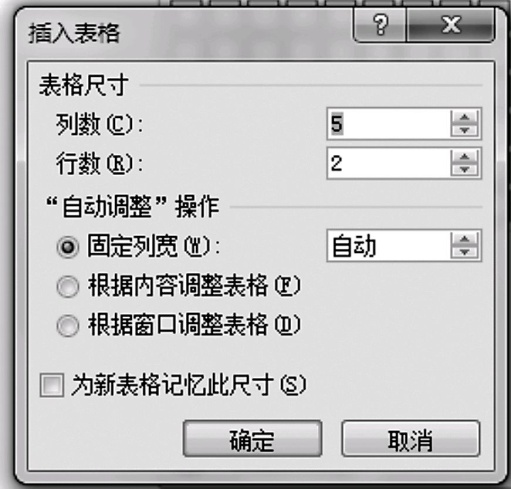 插入表格
表格尺寸
列数(C): 5
行数(R): 2
“自动调整”操作
固定列宽(W): 自动
根据内容调整表格(F)
根据窗口调整表格(D)
为新表格记忆此尺寸(S)
确定 取消